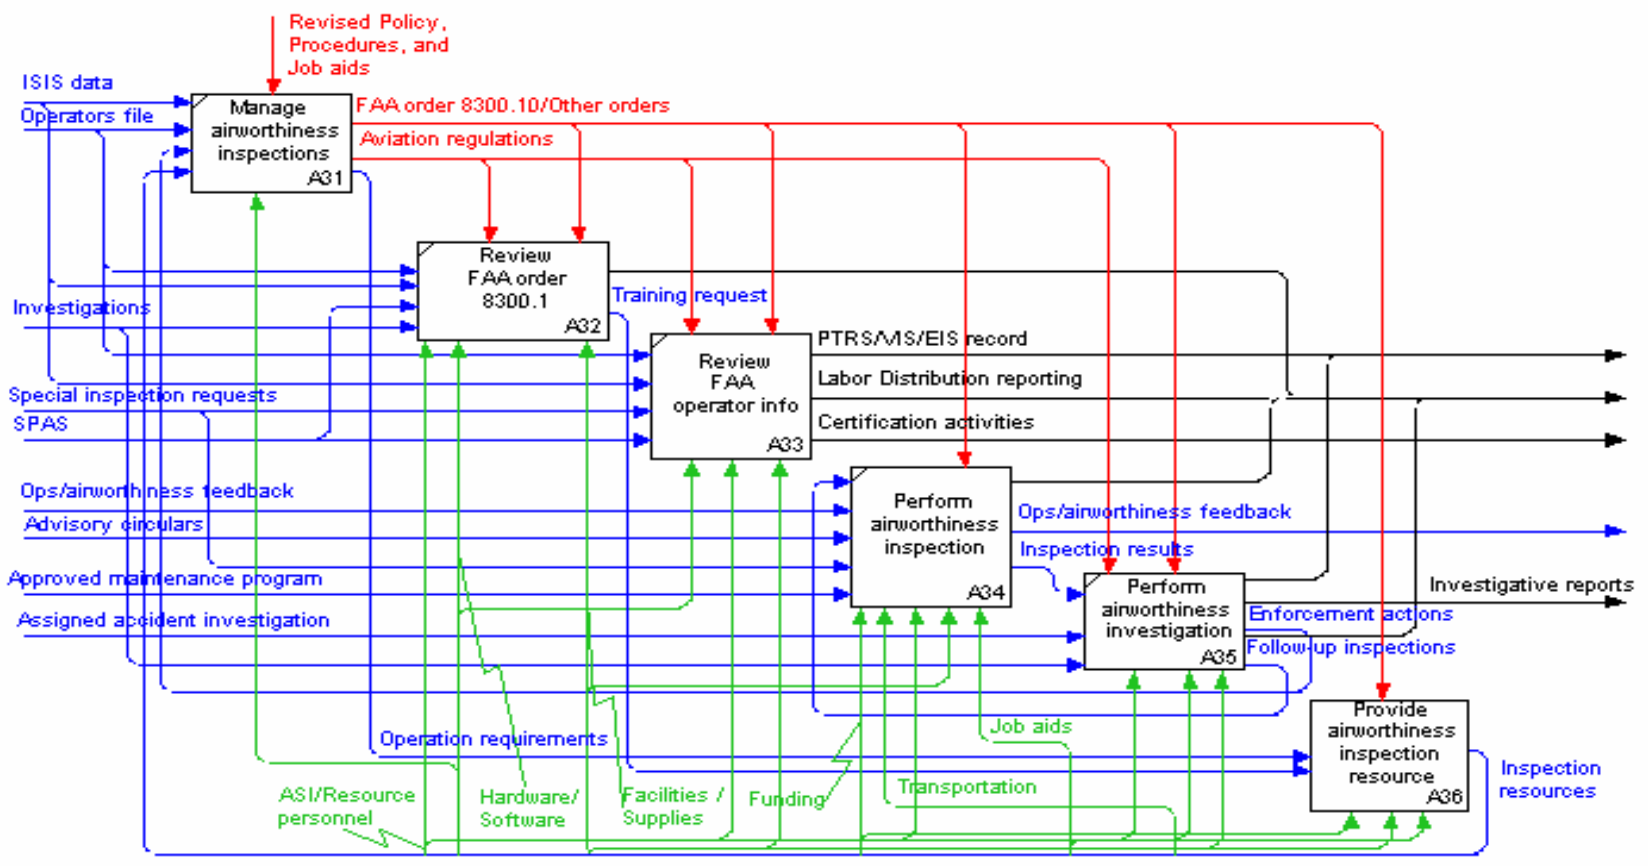 Revised Policy,
Procedures, and
Job aids
ISIS data
Operators file
Manage
airworthiness
inspections
A31
FAA order 8300.10/Other orders
Aviation regulations
Review
FAA order
8300.1
A32
Investigations
Training request
Review
FAA
operator info
A33
PTRS/VIS/EIS record
Labor Distribution reporting
Certification activities
Special inspection requests
SPAS
Ops/airworthiness feedback
Advisory circulars
Approved maintenance program
Assigned accident investigation
Perform
airworthiness
inspection
A34
Ops/airworthiness feedback
Inspection results
Perform
airworthiness
investigation
A35
Investigative reports
Enforcement actions
Follow-up inspections
Operation requirements
Job aids
Transportation
Provide
airworthiness
inspection
resource
A36
Inspection
resources
ASI/Resource
personnel
Hardware/
Software
Facilities /
Supplies
Funding